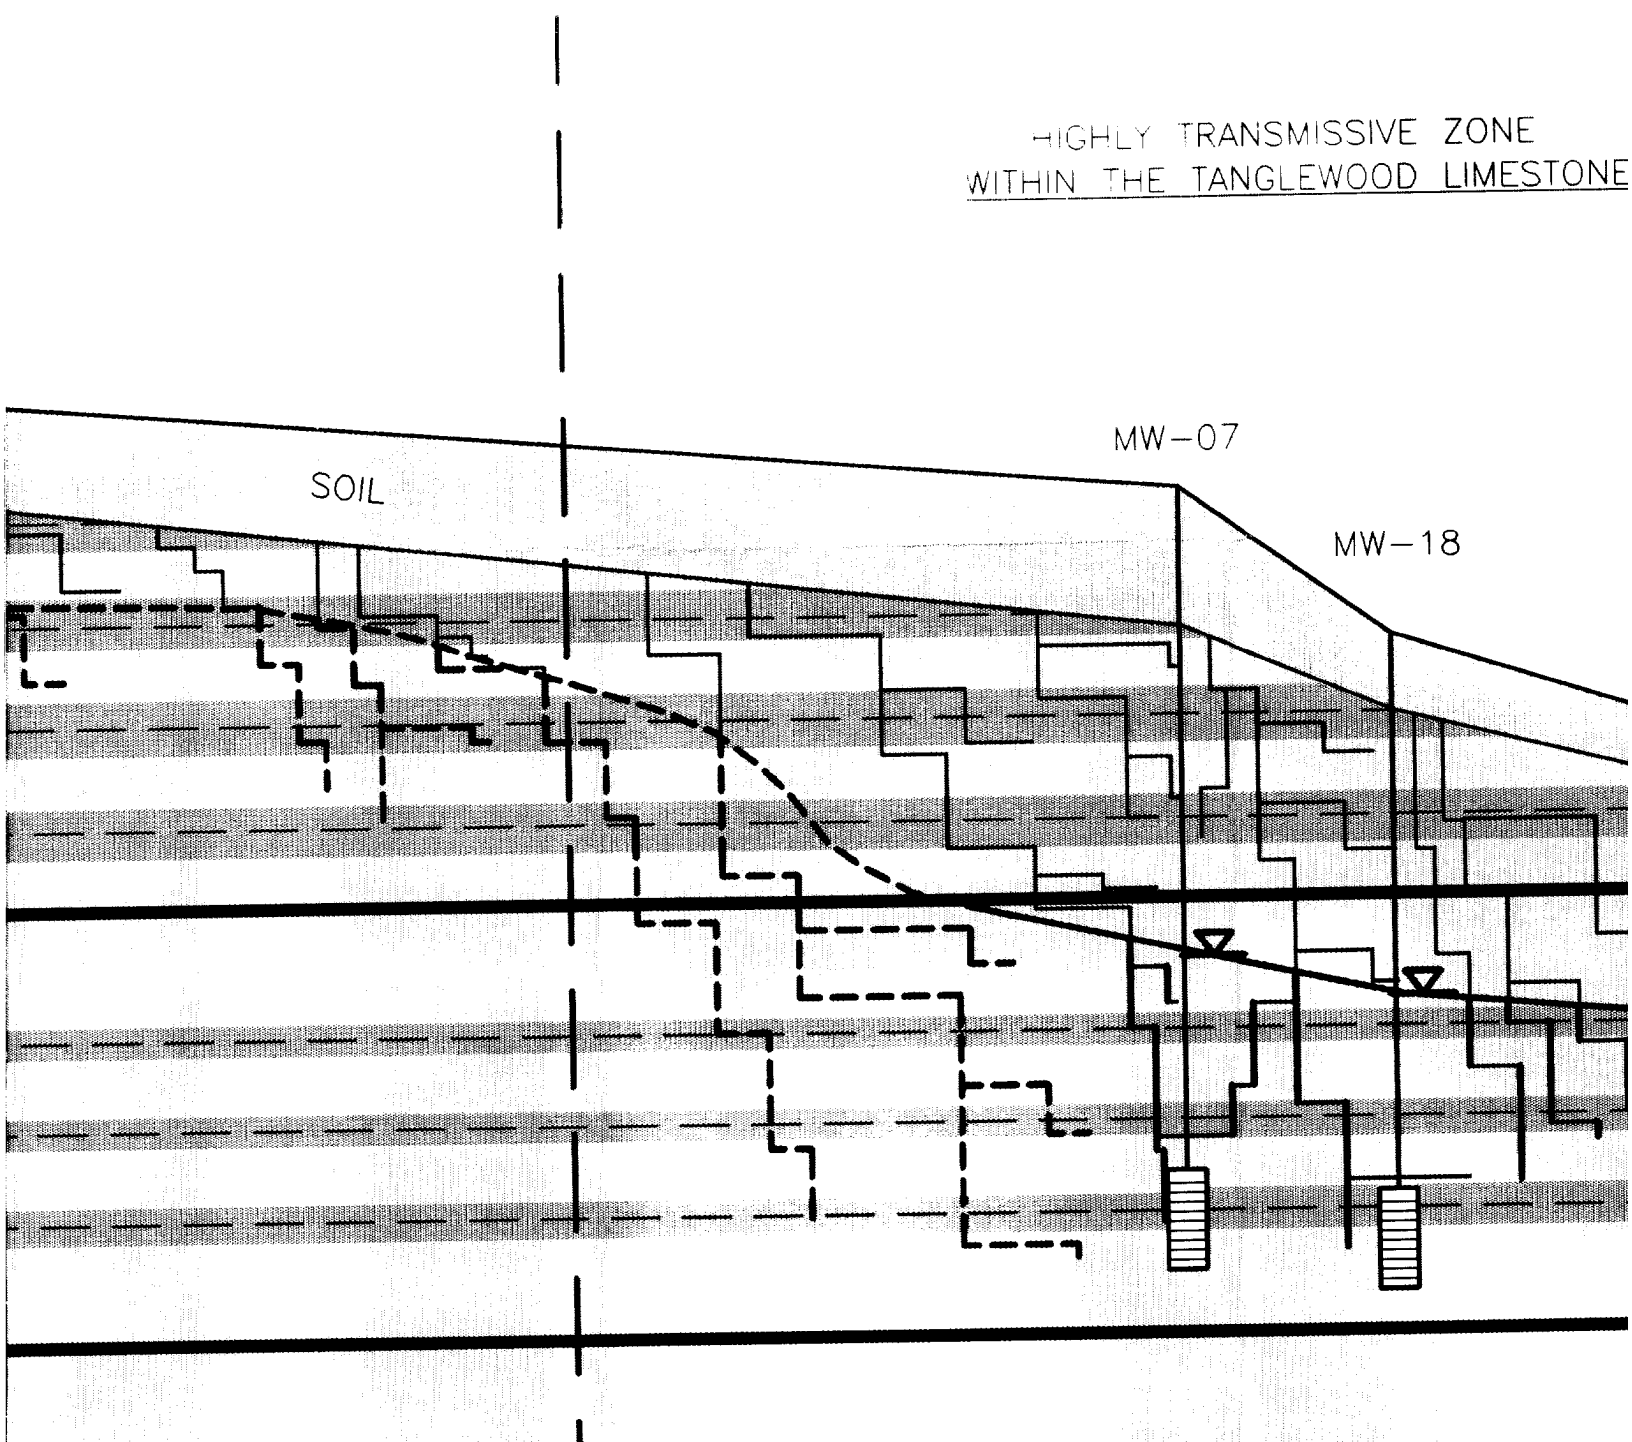 HIGHLY TRANSMISSIVE ZONE
WITHIN THE TANGLEWOOD LIMESTONE
MW-07
SOIL
MW-18